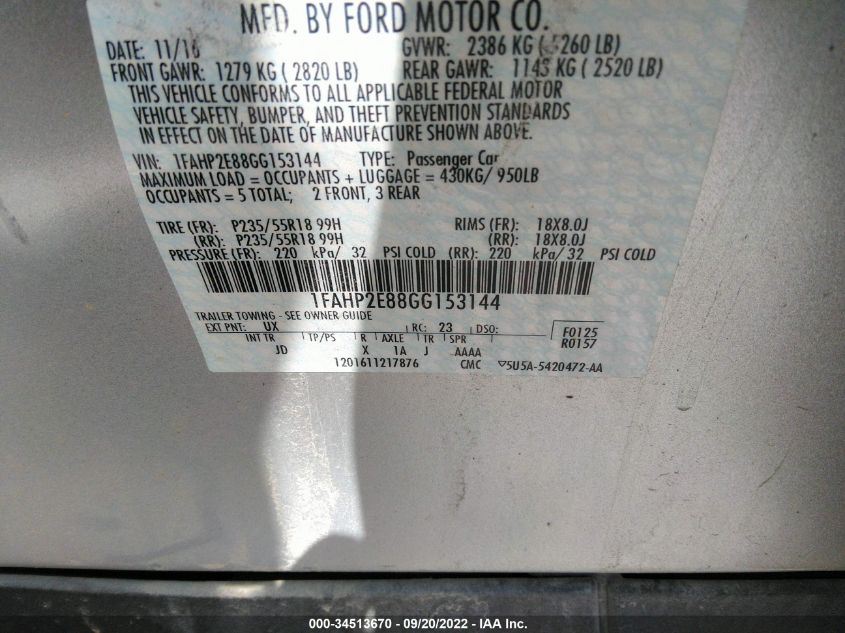 MFD. BY FORD MOTOR CO.
DATE: 11/16 GVWR: 2386 KG ( 5260 LB)
FRONT GAWR: 1279 KG ( 2820 LB) REAR GAWR: 1143 KG ( 2520 LB)
THIS VEHICLE CONFORMS TO ALL APPLICABLE FEDERAL MOTOR
VEHICLE SAFETY, BUMPER, AND THEFT PREVENTION STANDARDS
IN EFFECT ON THE DATE OF MANUFACTURE SHOWN ABOVE.
VIN: 1FAHP2E88GG153144 TYPE: Passenger Car
MAXIMUM LOAD = OCCUPANTS + LUGGAGE = 430KG/ 950LB
OCCUPANTS = 5 TOTAL; 2 FRONT, 3 REAR
TIRE (FR): P235/55R18 99H RIMS (FR): 18X8.0J
(RR): P235/55R18 99H (RR): 18X8.0J
PRESSURE (FR): 220 kPa/ 32 PSI COLD (RR): 220 kPa/ 32 PSI COLD
1FAHP2E88GG153144
TRAILER TOWING - SEE OWNER GUIDE
EXT PNT: UX RC: 23 DSO: F0125
INT TR TP/PS R AXLE TR SPR R0157
JD X 1A J AAAA
1201611217876 CMC ▽5U5A-5420472-AA
000-34513670 - 09/20/2022 - IAA Inc.